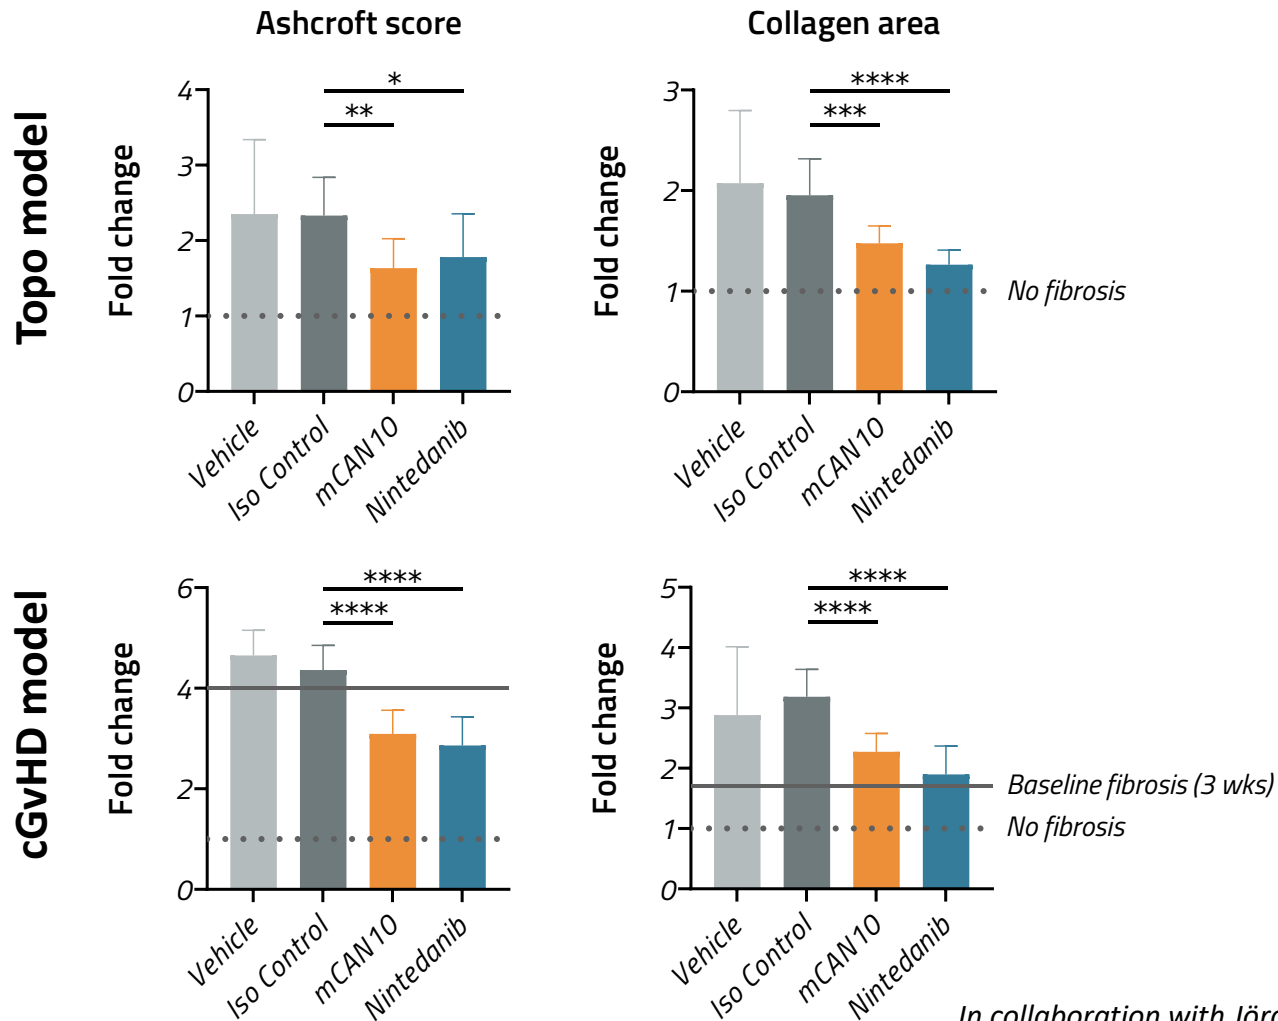 Ashcroft score
Collagen area
Topo model
Fold change
4
3
2
1
0
*
**
Vehicle
Iso Control
mCAN10
Nintedanib
Fold change
3
2
1
0
****
***
No fibrosis
Vehicle
Iso Control
mCAN10
Nintedanib
cGvHD model
Fold change
6
4
2
0
****
****
Vehicle
Iso Control
mCAN10
Nintedanib
Fold change
5
4
3
2
1
0
****
****
Baseline fibrosis (3 wks)
No fibrosis
Vehicle
Iso Control
mCAN10
Nintedanib
In collaboration with